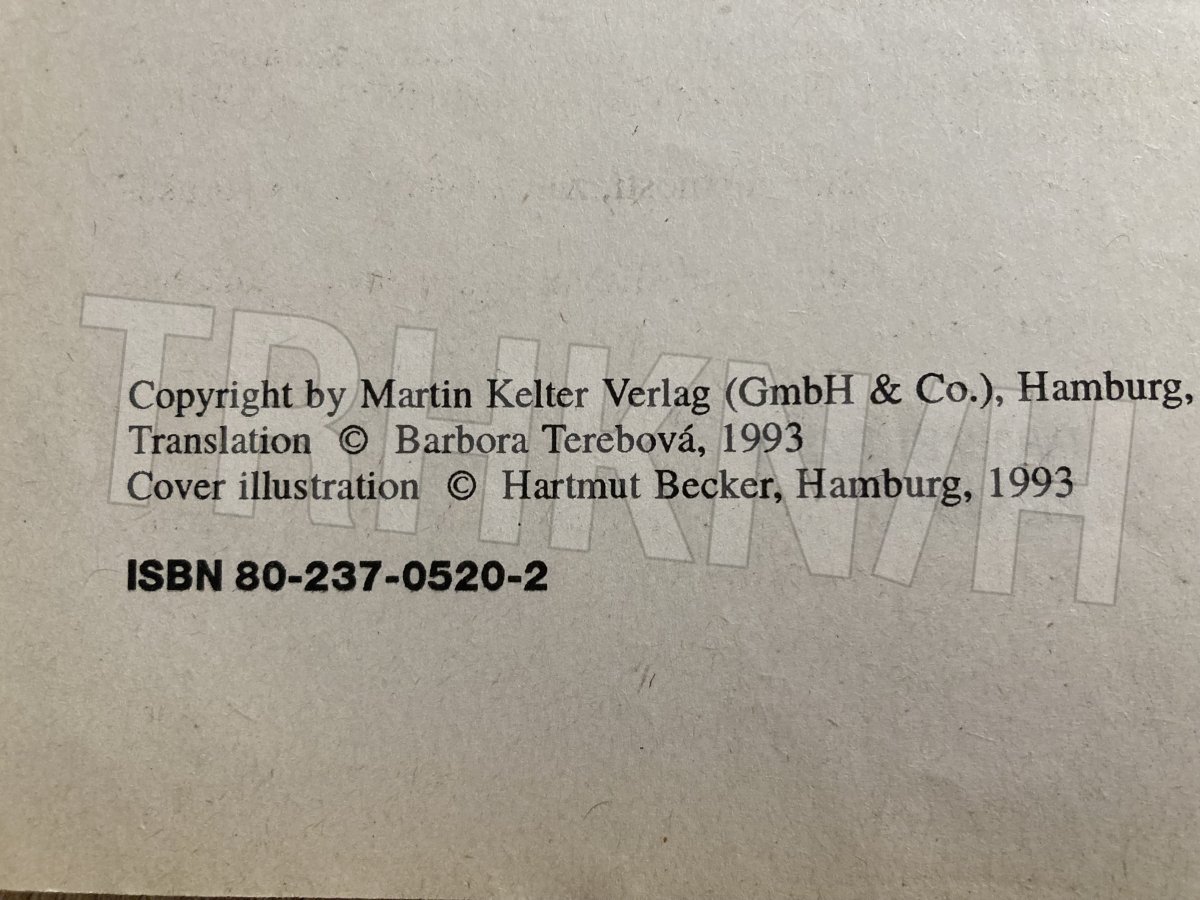 Copyright by Martin Kelter Verlag (GmbH & Co.), Hamburg,
Translation © Barbora Terebová, 1993
Cover illustration © Hartmut Becker, Hamburg, 1993
ISBN 80-237-0520-2
TRHKNIH